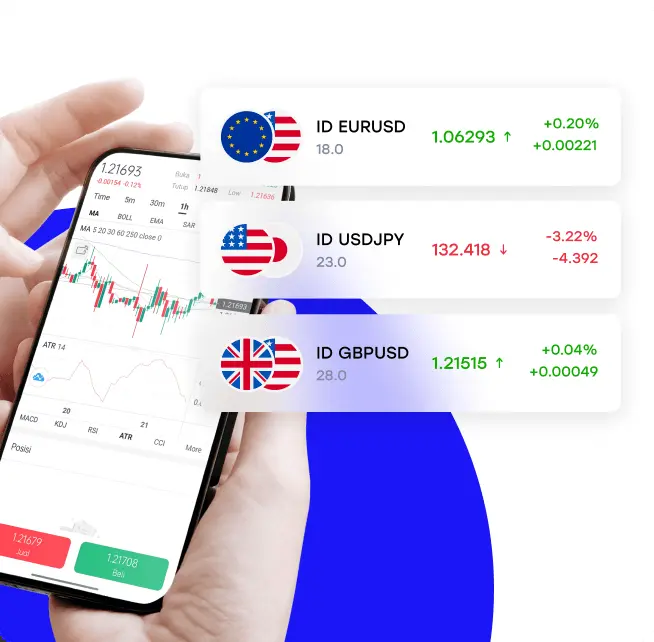 ID EURUSD
18.0
1.06293 ↑
+0.20%
+0.00221
ID USDJPY
23.0
132.418 ↓
-3.22%
-4.392
ID GBPUSD
28.0
1.21515 ↑
+0.04%
+0.00049
1.21693
-0.00154 -0.12%
Buka
Tutup 1.21848 Low 1.21636
Time 5m 30m 1h
MA BOLL EMA SAR
MA 5 20 30 60 250 close 0
1.21693
ATR 14
20 21
MACD KDJ RSI ATR CCI More
Posisi
1.21679
Jual
1.21708
Beli